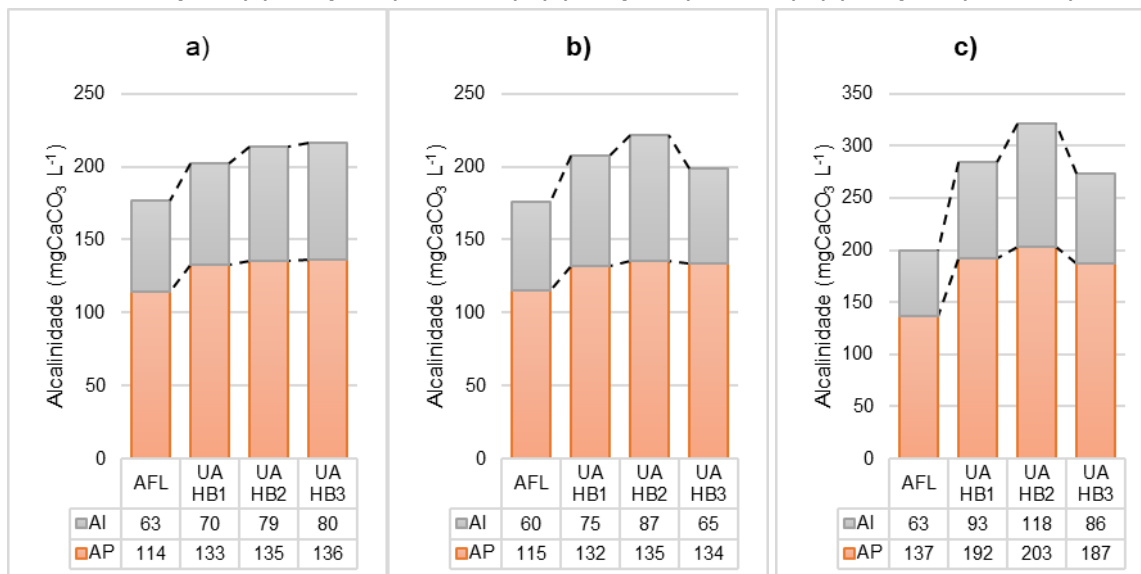 a)
250
200
150
100
50
0
Alcalinidade (mgCaCO₃ L⁻¹)
AFL UA HB1 UA HB2 UA HB3
AI 63 70 79 80
AP 114 133 135 136
b)
250
200
150
100
50
0
Alcalinidade (mgCaCO₃ L⁻¹)
AFL UA HB1 UA HB2 UA HB3
AI 60 75 87 65
AP 115 132 135 134
c)
350
300
250
200
150
100
50
0
Alcalinidade (mgCaCO₃ L⁻¹)
AFL UA HB1 UA HB2 UA HB3
AI 63 93 118 86
AP 137 192 203 187